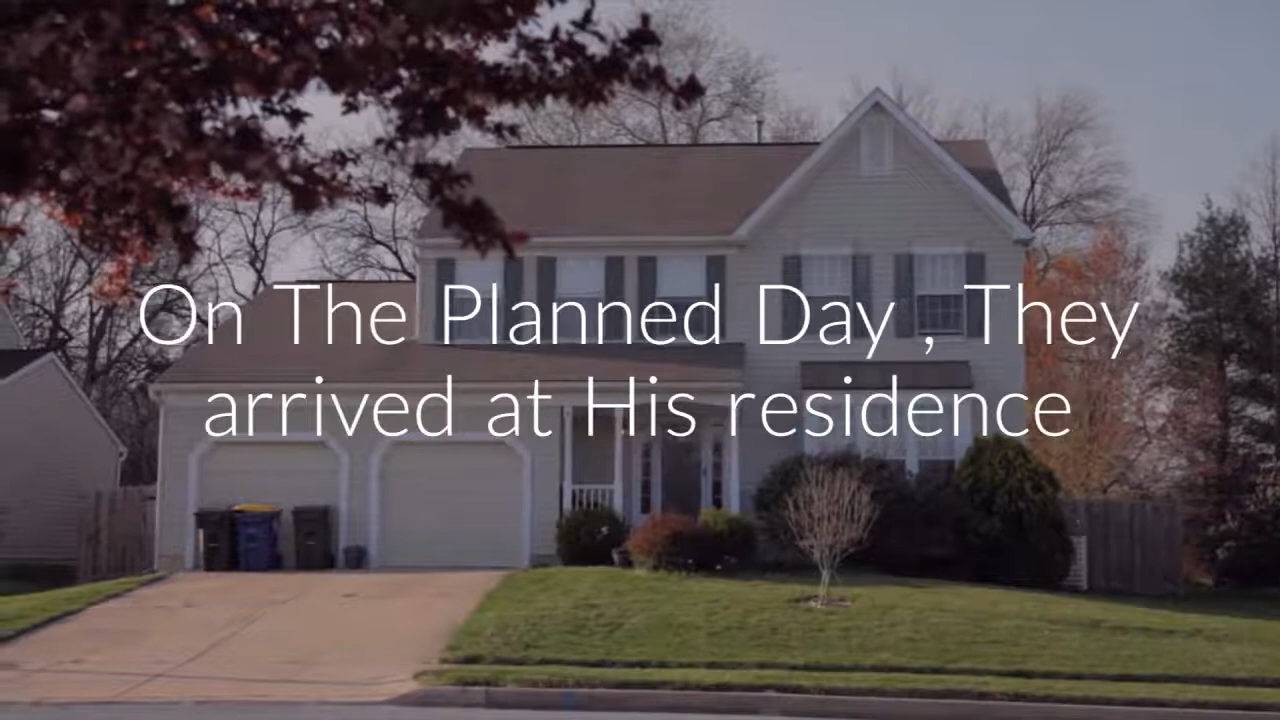 On The Planned Day , They
arrived at His residence